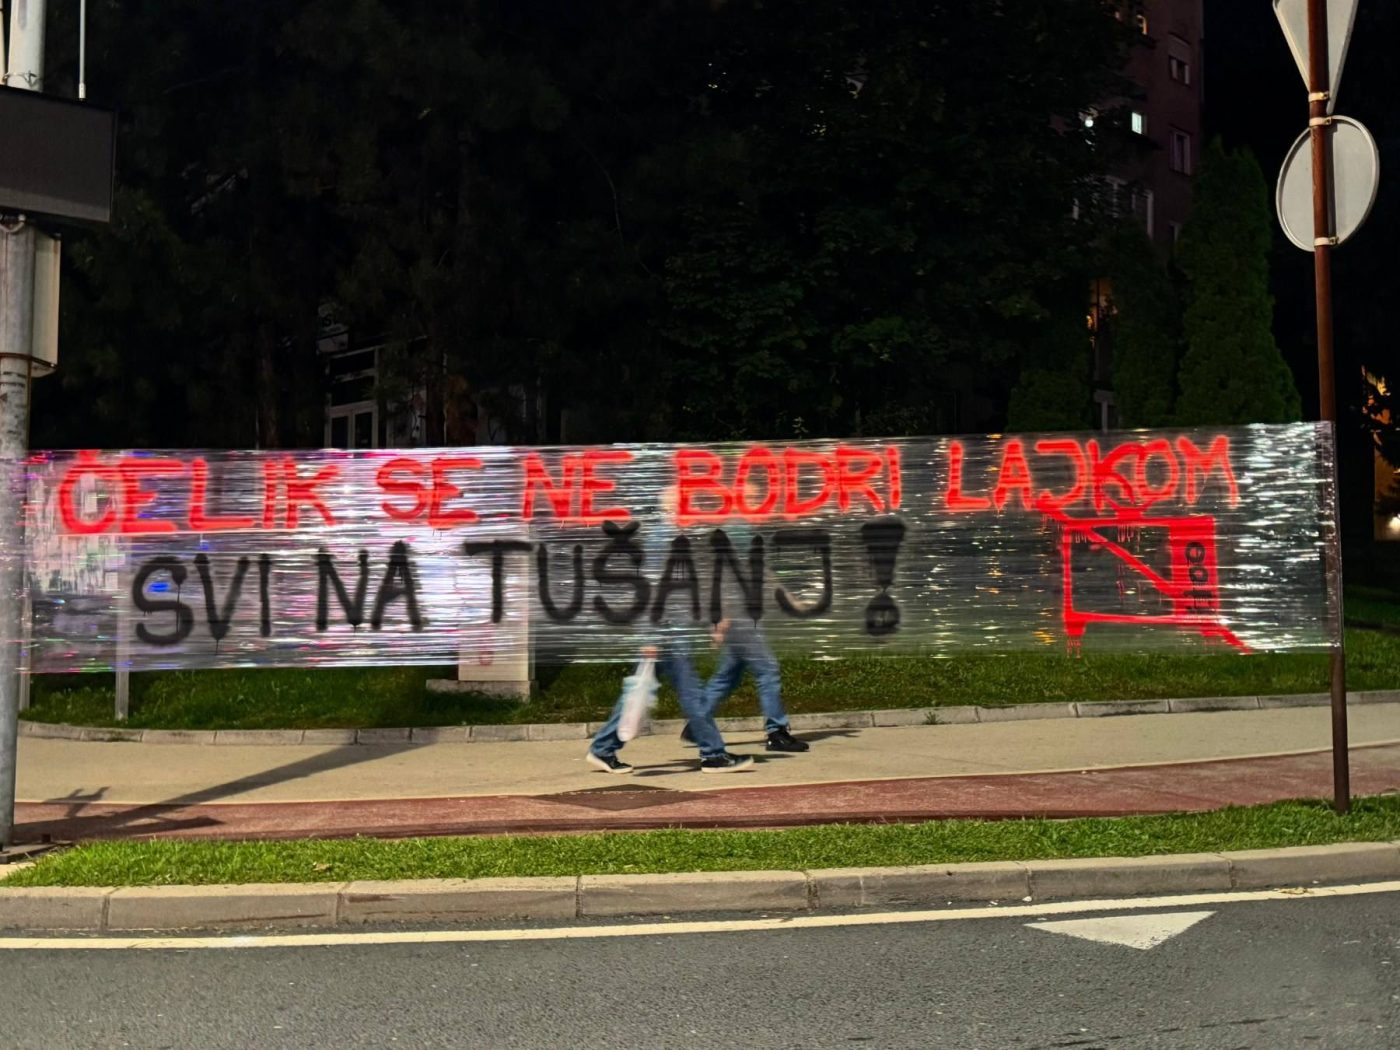 ČELIK SE NE BODRI LAJKOM
SVI NA TUŠANJ!